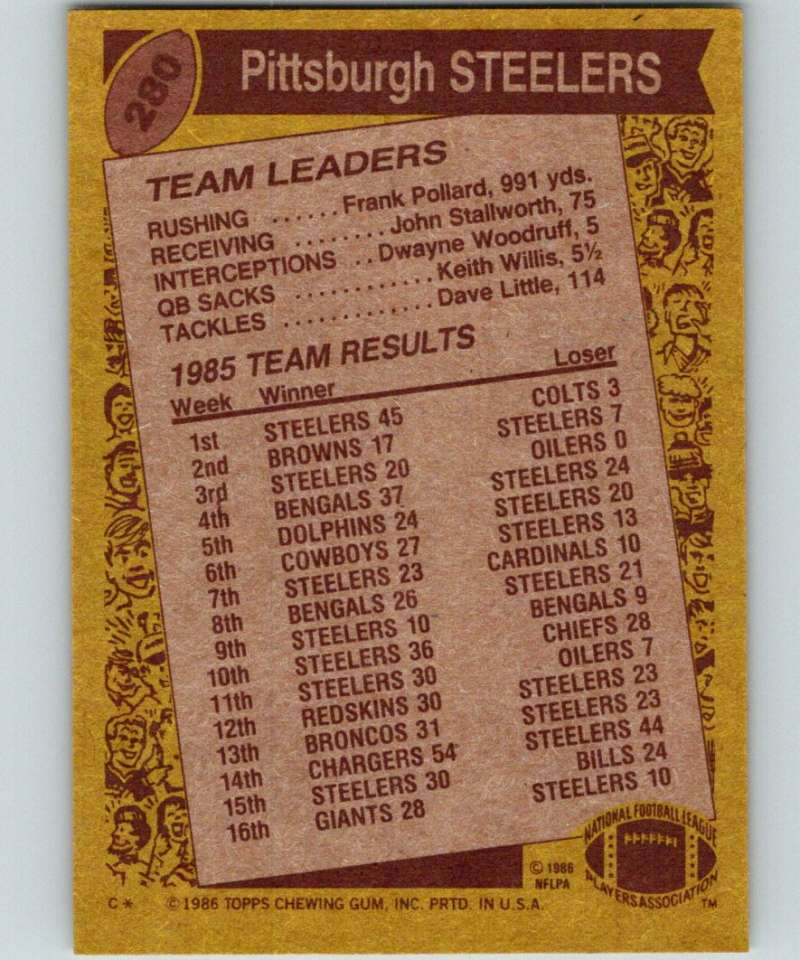 280
Pittsburgh STEELERS
TEAM LEADERS
RUSHING ...... Frank Pollard, 991 yds.
RECEIVING ........ John Stallworth, 75
INTERCEPTIONS .. Dwayne Woodruff, 5
QB SACKS ............ Keith Willis, 5½
TACKLES ............. Dave Little, 114
1985 TEAM RESULTS
Week Winner Loser
1st STEELERS 45 COLTS 3
2nd BROWNS 17 STEELERS 7
3rd STEELERS 20 OILERS 0
4th BENGALS 37 STEELERS 24
5th DOLPHINS 24 STEELERS 20
6th COWBOYS 27 STEELERS 13
7th STEELERS 23 CARDINALS 10
8th BENGALS 26 STEELERS 21
9th STEELERS 10 BENGALS 9
10th STEELERS 36 CHIEFS 28
11th STEELERS 30 OILERS 7
12th REDSKINS 30 STEELERS 23
13th BRONCOS 31 STEELERS 23
14th CHARGERS 54 STEELERS 44
15th STEELERS 30 BILLS 24
16th GIANTS 28 STEELERS 10
NATIONAL FOOTBALL LEAGUE
PLAYERS ASSOCIATION
TM
© 1986
NFLPA
C * © 1986 TOPPS CHEWING GUM, INC. PRTD. IN U.S.A.